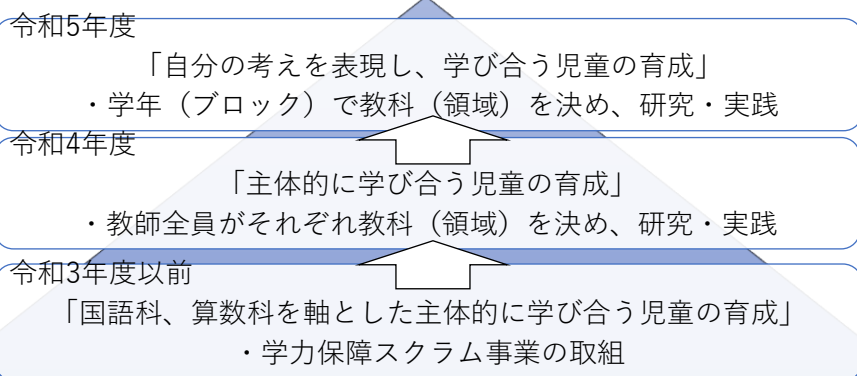 令和5年度
「自分の考えを表現し、学び合う児童の育成」
・学年（ブロック）で教科（領域）を決め、研究・実践
令和4年度
「主体的に学び合う児童の育成」
・教師全員がそれぞれ教科（領域）を決め、研究・実践
令和3年度以前
「国語科、算数科を軸とした主体的に学び合う児童の育成」
・学力保障スクラム事業の取組